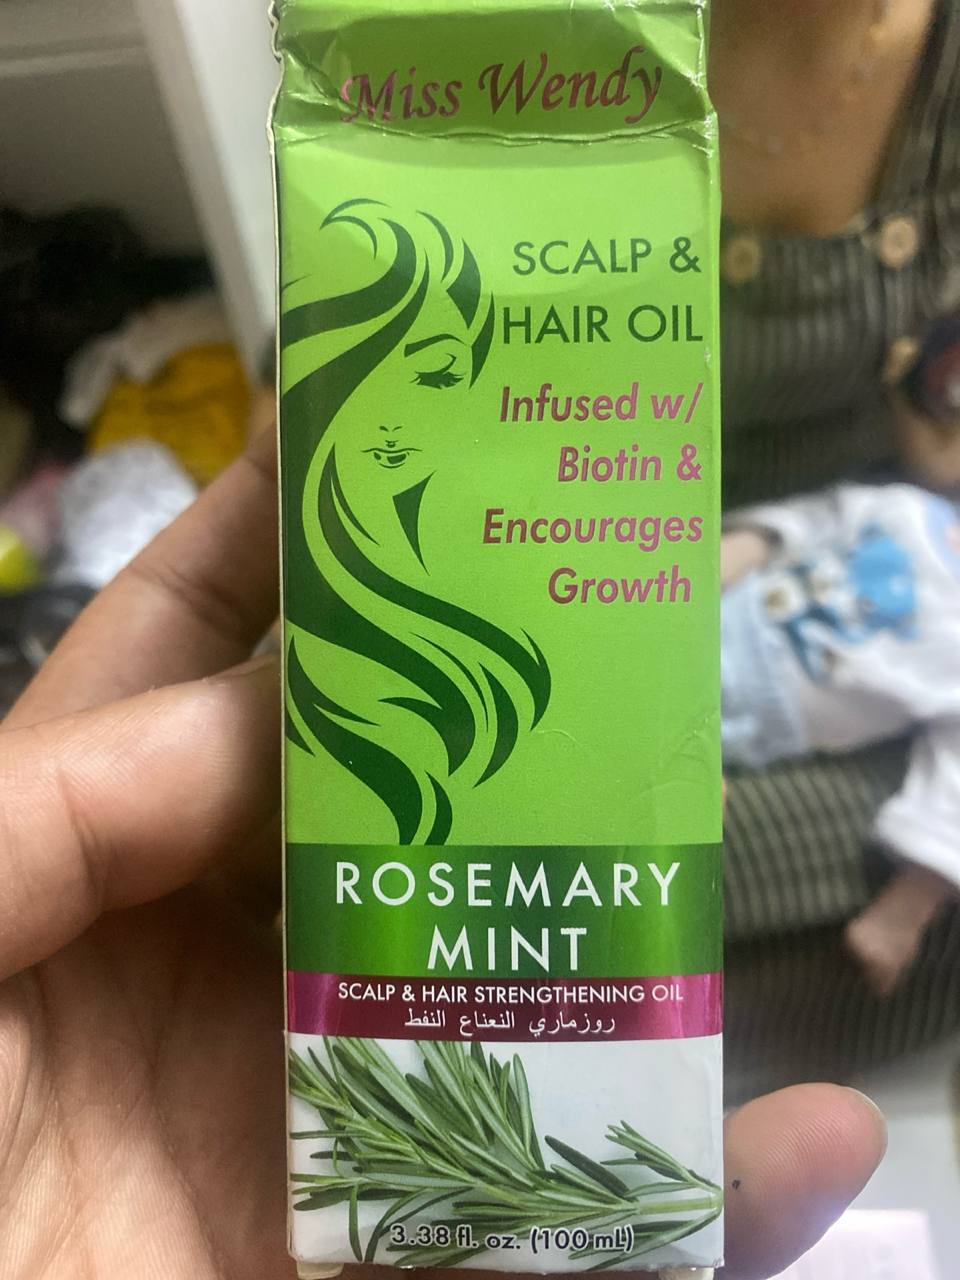 Miss Wendy
SCALP &
HAIR OIL
Infused w/
Biotin &
Encourages
Growth
ROSEMARY
MINT
SCALP & HAIR STRENGTHENING OIL
روزماري النعناع النفط
3.38 fl. oz. (100 mL)